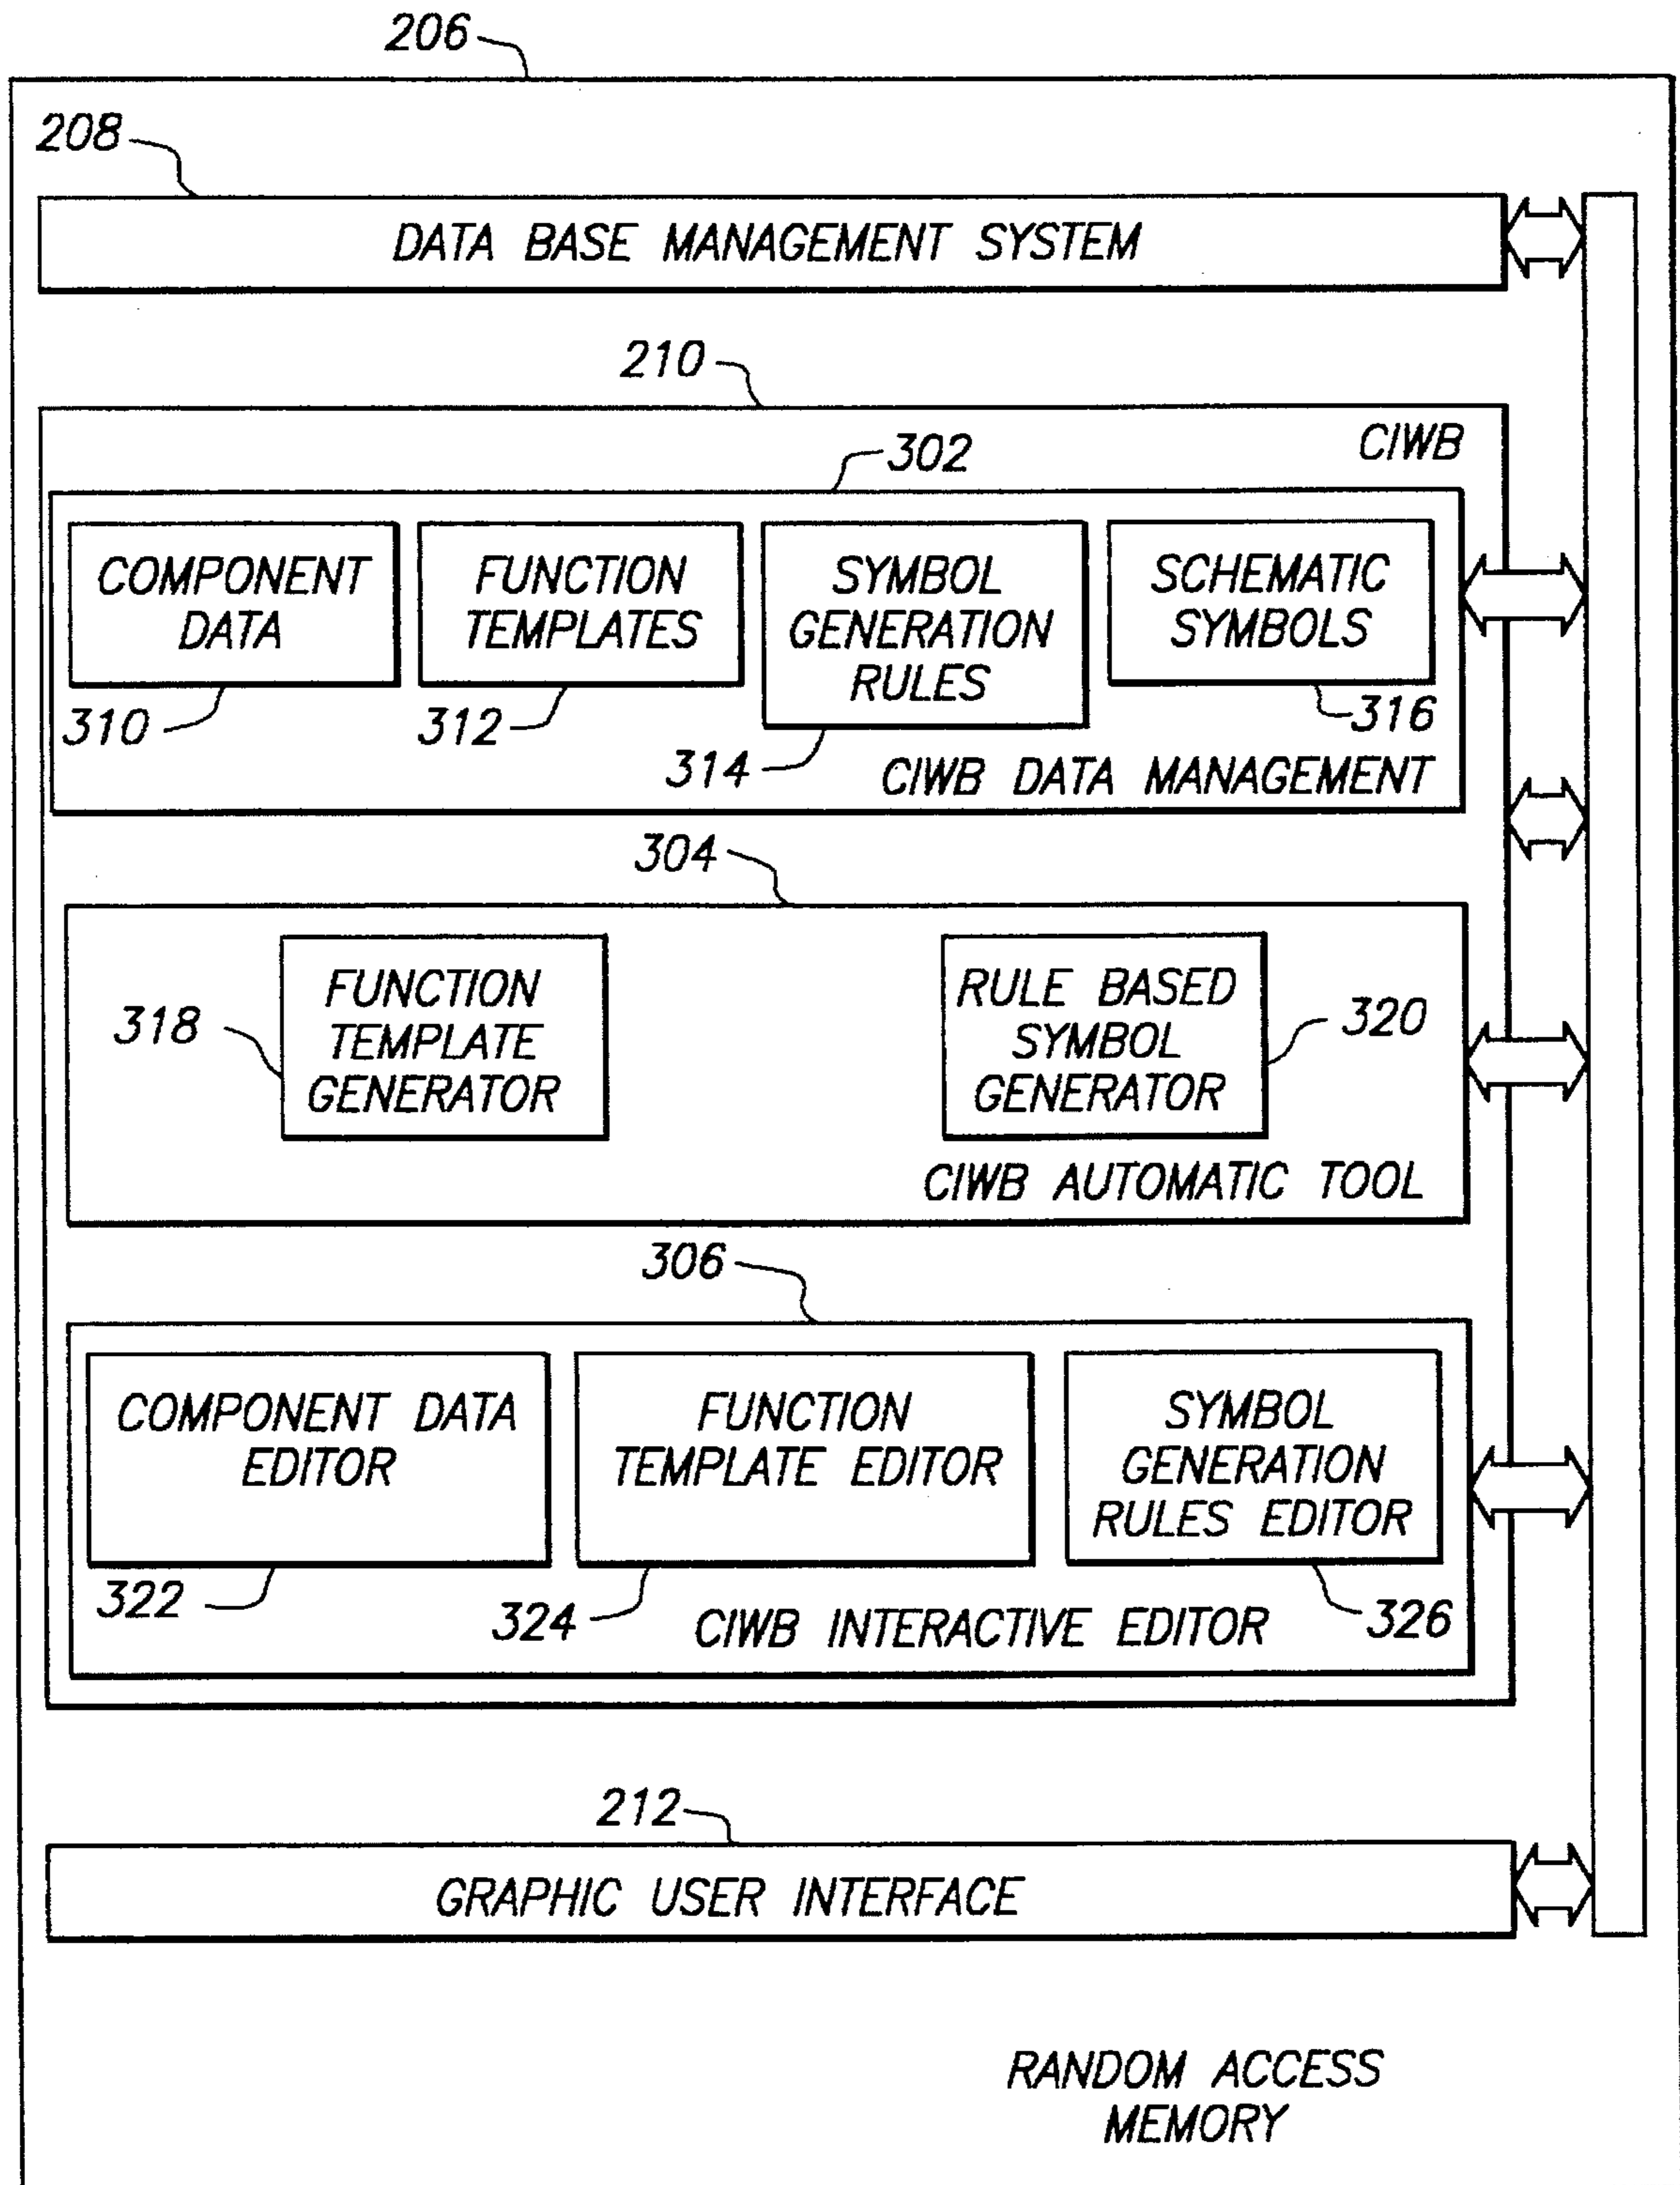 206
208
DATA BASE MANAGEMENT SYSTEM
210
CIWB
302
COMPONENT
DATA
310
FUNCTION
TEMPLATES
312
SYMBOL
GENERATION
RULES
314
SCHEMATIC
SYMBOLS
316
CIWB DATA MANAGEMENT
304
318
FUNCTION
TEMPLATE
GENERATOR
RULE BASED
SYMBOL
GENERATOR
320
CIWB AUTOMATIC TOOL
306
COMPONENT DATA
EDITOR
322
FUNCTION
TEMPLATE EDITOR
324
SYMBOL
GENERATION
RULES EDITOR
326
CIWB INTERACTIVE EDITOR
212
GRAPHIC USER INTERFACE
RANDOM ACCESS
MEMORY